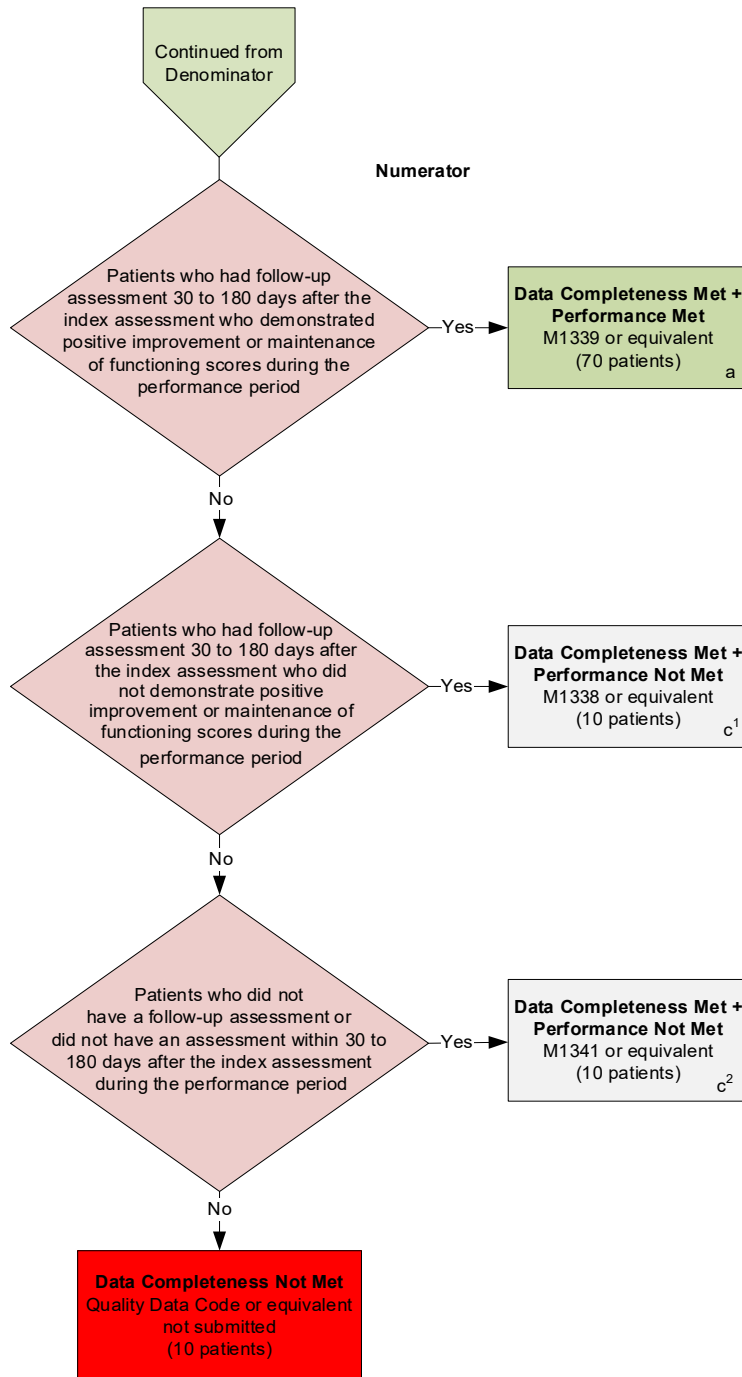 Continued from
Denominator
Numerator
Patients who had follow-up
assessment 30 to 180 days after the
index assessment who demonstrated
positive improvement or maintenance
of functioning scores during the
performance period
Yes
Data Completeness Met +
Performance Met
M1339 or equivalent
(70 patients)
a
No
Patients who had follow-up
assessment 30 to 180 days after
the index assessment who did
not demonstrate positive
improvement or maintenance of
functioning scores during the
performance period
Yes
Data Completeness Met +
Performance Not Met
M1338 or equivalent
(10 patients)
c¹
No
Patients who did not
have a follow-up assessment or
did not have an assessment within 30 to
180 days after the index assessment
during the performance period
Yes
Data Completeness Met +
Performance Not Met
M1341 or equivalent
(10 patients)
c²
No
Data Completeness Not Met
Quality Data Code or equivalent
not submitted
(10 patients)